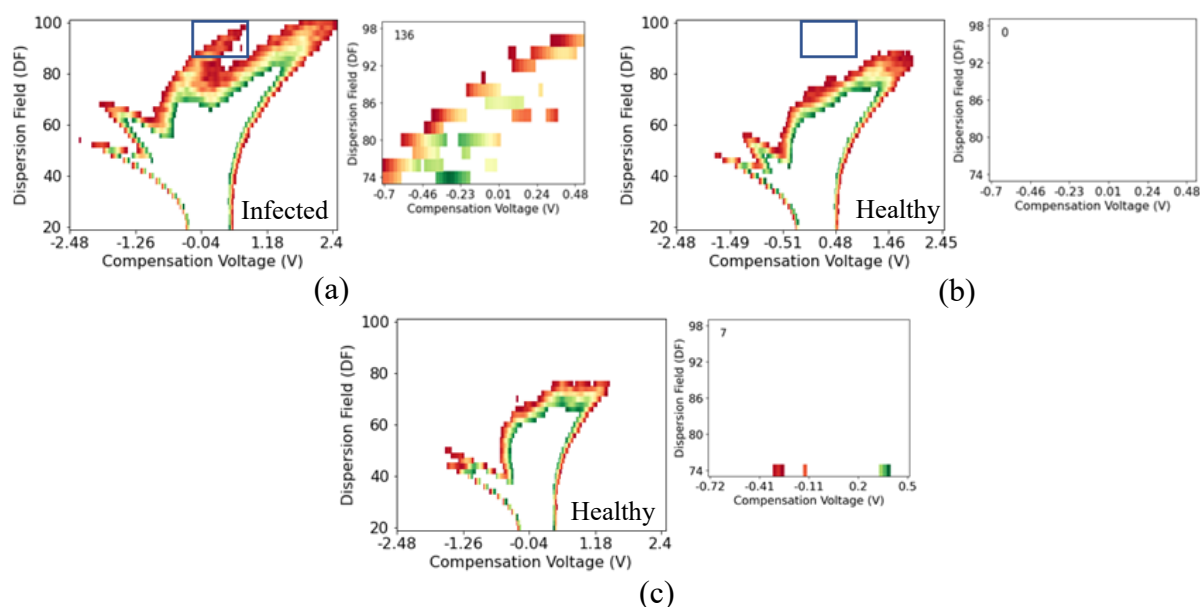 100
80
60
40
20
Dispersion Field (DF)
Infected
-2.48 -1.26 -0.04 1.18 2.4
Compensation Voltage (V)
136
98
92
86
80
74
Dispersion Field (DF)
-0.7 -0.46 -0.23 0.01 0.24 0.48
Compensation Voltage (V)
(a)
100
80
60
40
20
Dispersion Field (DF)
Healthy
-2.48 -1.49 -0.51 0.48 1.46 2.45
Compensation Voltage (V)
0
98
92
86
80
74
Dispersion Field (DF)
-0.7 -0.46 -0.23 0.01 0.24 0.48
Compensation Voltage (V)
(b)
100
80
60
40
20
Dispersion Field (DF)
Healthy
-2.48 -1.26 -0.04 1.18 2.4
Compensation Voltage (V)
7
98
92
86
80
74
Dispersion Field (DF)
-0.72 -0.41 -0.11 0.2 0.5
Compensation Voltage (V)
(c)